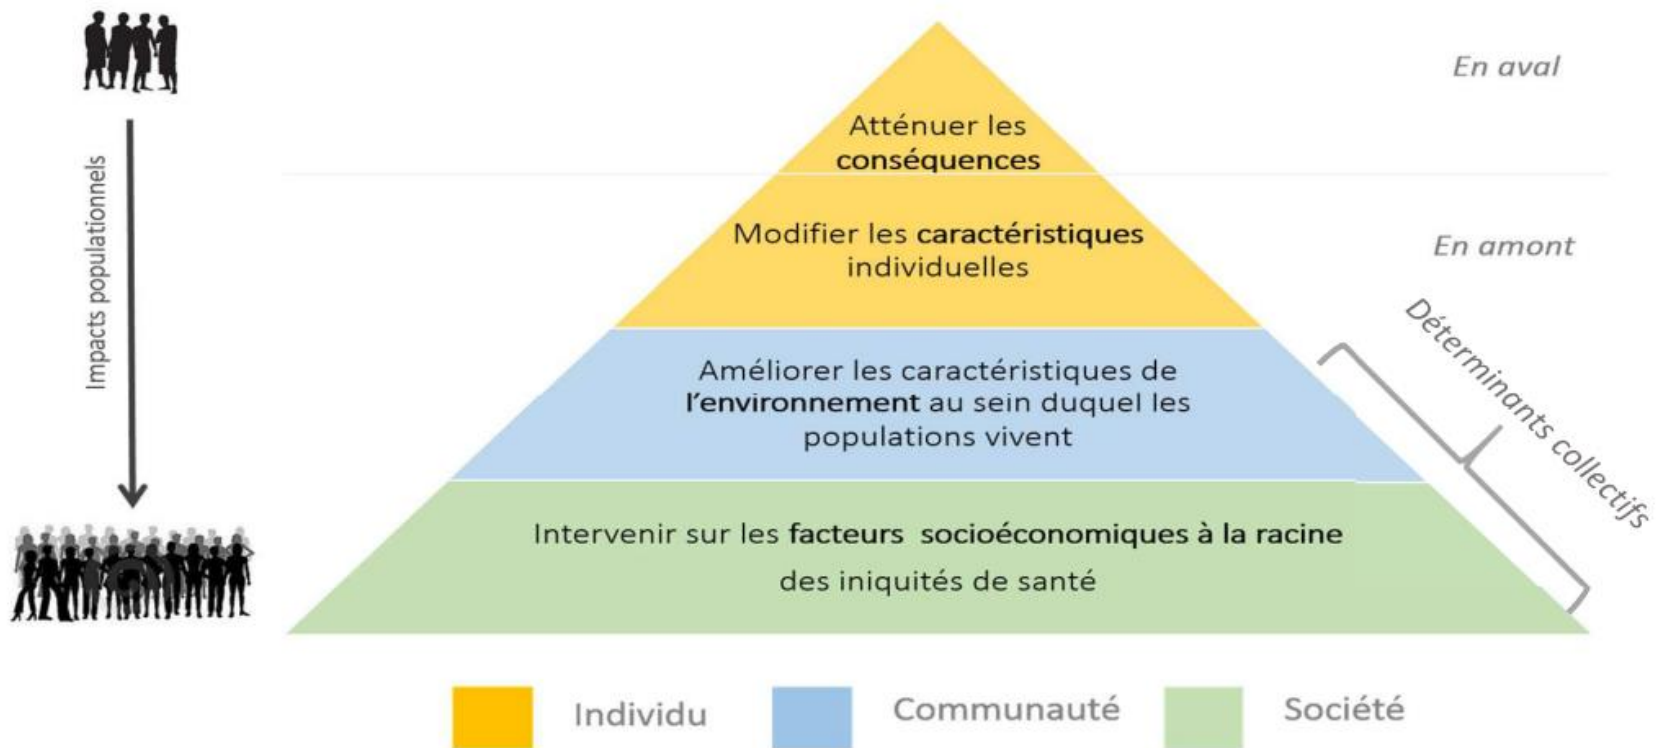 En aval
Atténuer les
conséquences
Impacts populationnels
Modifier les caractéristiques
individuelles
En amont
Déterminants collectifs
Améliorer les caractéristiques de
l'environnement au sein duquel les
populations vivent
Intervenir sur les facteurs socioéconomiques à la racine
des iniquités de santé
Individu
Communauté
Société